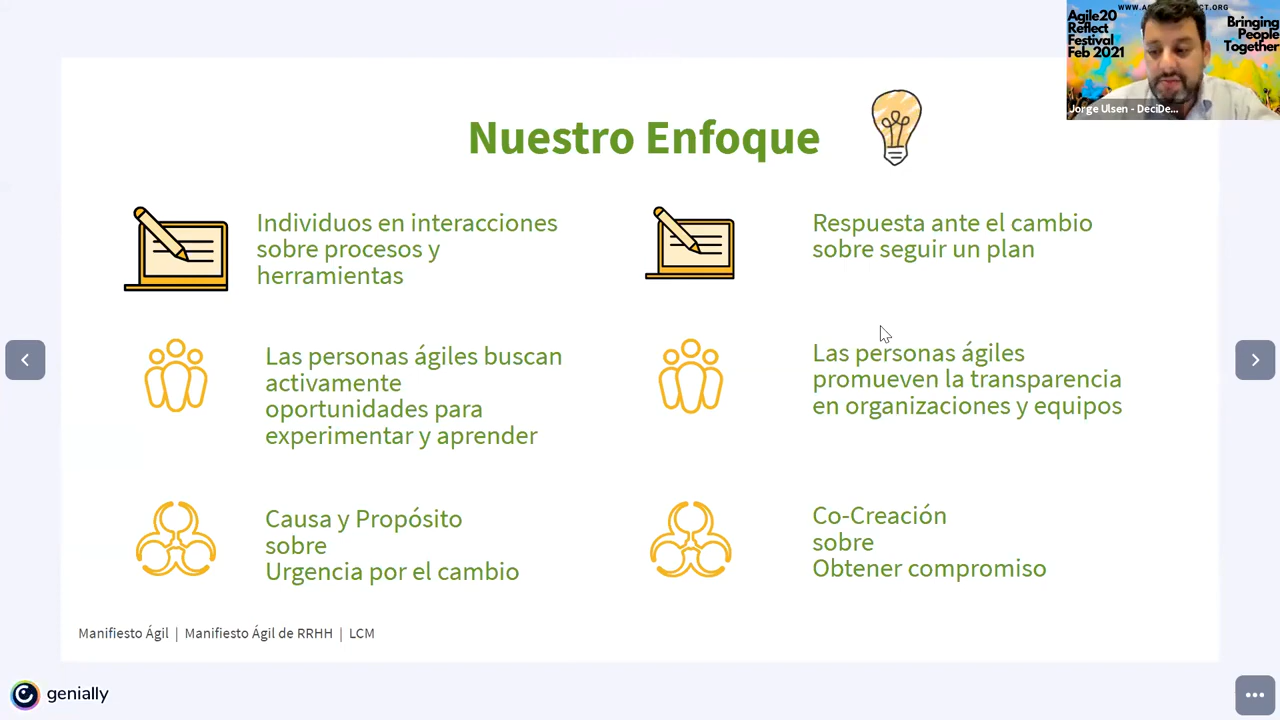 Nuestro Enfoque
Individuos en interacciones
sobre procesos y
herramientas
Respuesta ante el cambio
sobre seguir un plan
Las personas ágiles buscan
activamente
oportunidades para
experimentar y aprender
Las personas ágiles
promueven la transparencia
en organizaciones y equipos
Causa y Propósito
sobre
Urgencia por el cambio
Co-Creación
sobre
Obtener compromiso
Manifiesto Ágil | Manifiesto Ágil de RRHH | LCM
genially
Agile20
Reflect
Festival
Feb 2021
Bringing
People
Together
Jorge Ulsen - DeciDe...